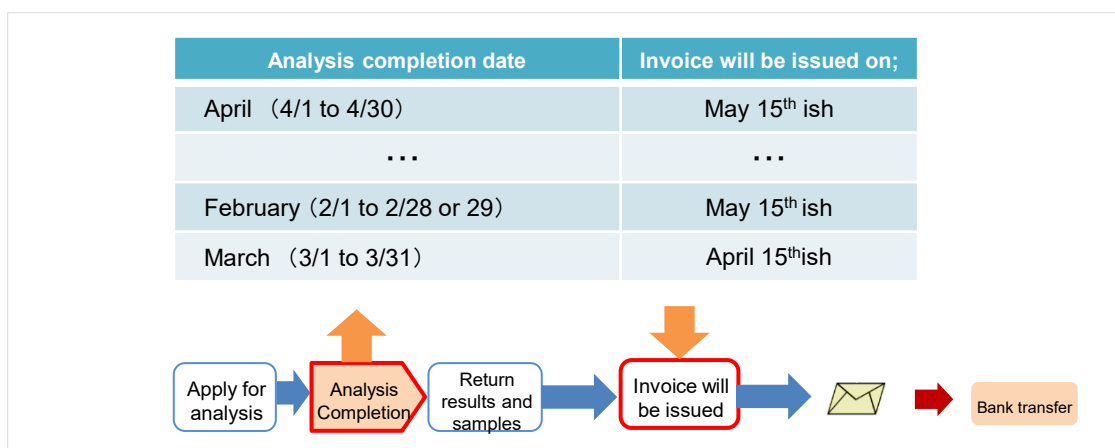 Analysis completion date Invoice will be issued on;
April （4/1 to 4/30） May 15th ish
... ...
February (2/1 to 2/28 or 29） May 15th ish
March （3/1 to 3/31） April 15thish
Apply for
analysis
Analysis
Completion
Return
results and
samples
Invoice will
be issued
Bank transfer